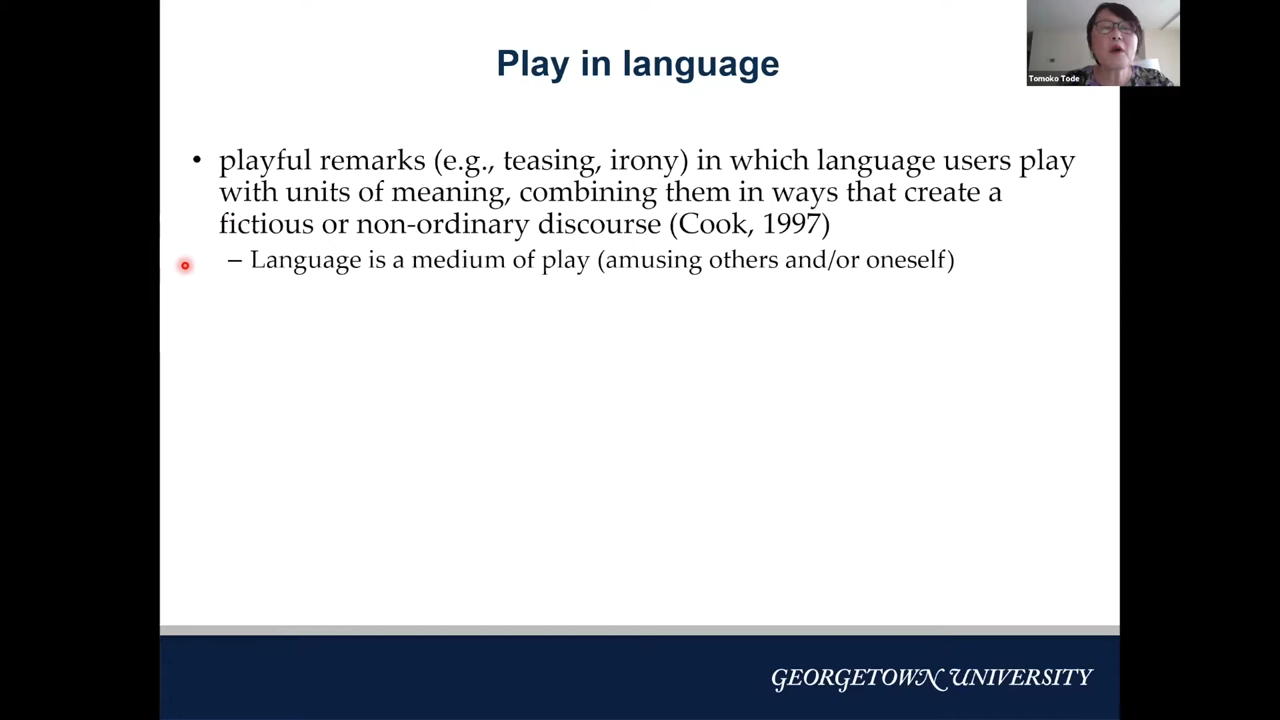 Play in language
Tomoko Tode
• playful remarks (e.g., teasing, irony) in which language users play
with units of meaning, combining them in ways that create a
fictious or non-ordinary discourse (Cook, 1997)
– Language is a medium of play (amusing others and/or oneself)
GEORGETOWN UNIVERSITY